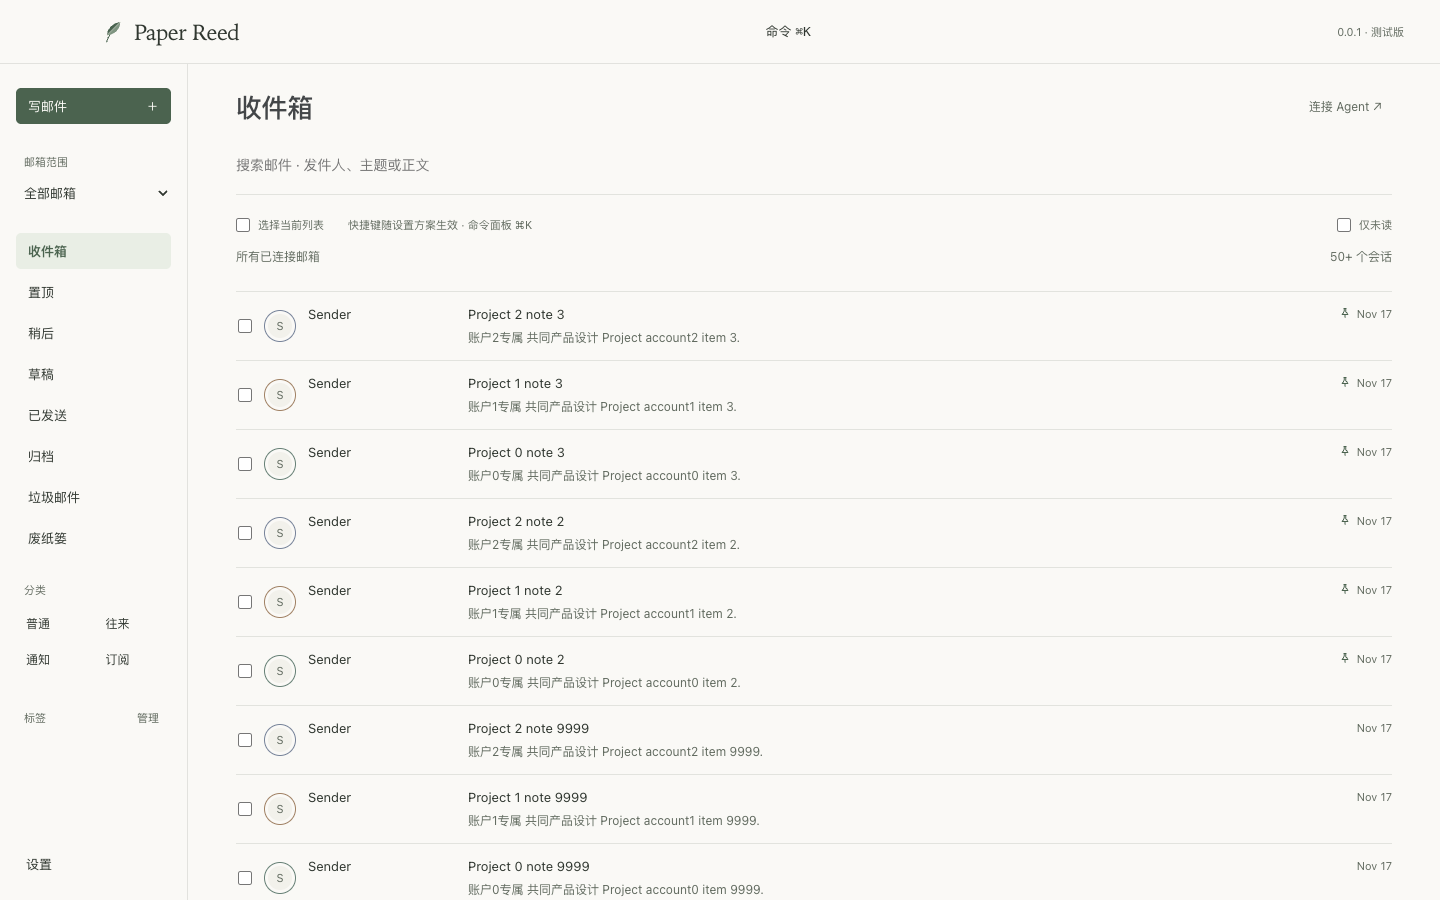 Paper Reed
命令 ⌘K
0.0.1 · 测试版
写邮件 +
邮箱范围
全部邮箱
收件箱
置顶
稍后
草稿
已发送
归档
垃圾邮件
废纸篓
分类
普通 往来
通知 订阅
标签 管理
设置
收件箱
连接 Agent ↗
搜索邮件 · 发件人、主题或正文
选择当前列表 快捷键随设置方案生效 · 命令面板 ⌘K 仅未读
所有已连接邮箱 50+ 个会话
S Sender Project 2 note 3 Nov 17
账户2专属 共同产品设计 Project account2 item 3.
S Sender Project 1 note 3 Nov 17
账户1专属 共同产品设计 Project account1 item 3.
S Sender Project 0 note 3 Nov 17
账户0专属 共同产品设计 Project account0 item 3.
S Sender Project 2 note 2 Nov 17
账户2专属 共同产品设计 Project account2 item 2.
S Sender Project 1 note 2 Nov 17
账户1专属 共同产品设计 Project account1 item 2.
S Sender Project 0 note 2 Nov 17
账户0专属 共同产品设计 Project account0 item 2.
S Sender Project 2 note 9999 Nov 17
账户2专属 共同产品设计 Project account2 item 9999.
S Sender Project 1 note 9999 Nov 17
账户1专属 共同产品设计 Project account1 item 9999.
S Sender Project 0 note 9999 Nov 17
账户0专属 共同产品设计 Project account0 item 9999.